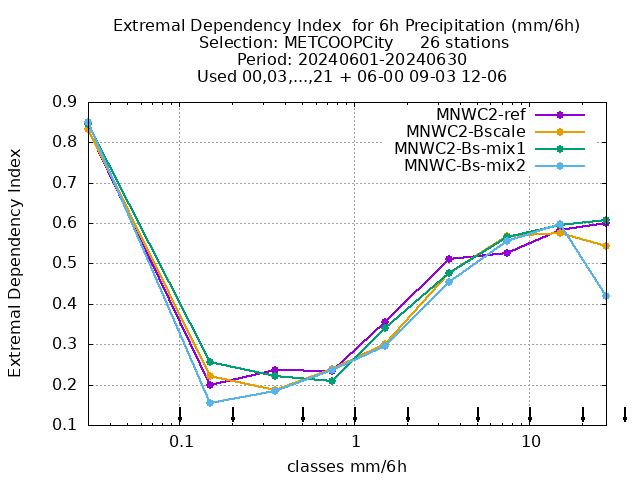 Extremal Dependency Index  for 6h Precipitation (mm/6h)
Selection: METCOOPCity     26 stations
Period: 20240601-20240630
Used 00,03,...,21 + 06-00 09-03 12-06
MNWC2-ref
MNWC2-Bscale
MNWC2-Bs-mix1
MNWC-Bs-mix2
Extremal Dependency Index
0.9
0.8
0.7
0.6
0.5
0.4
0.3
0.2
0.1
0.1
1
10
classes mm/6h